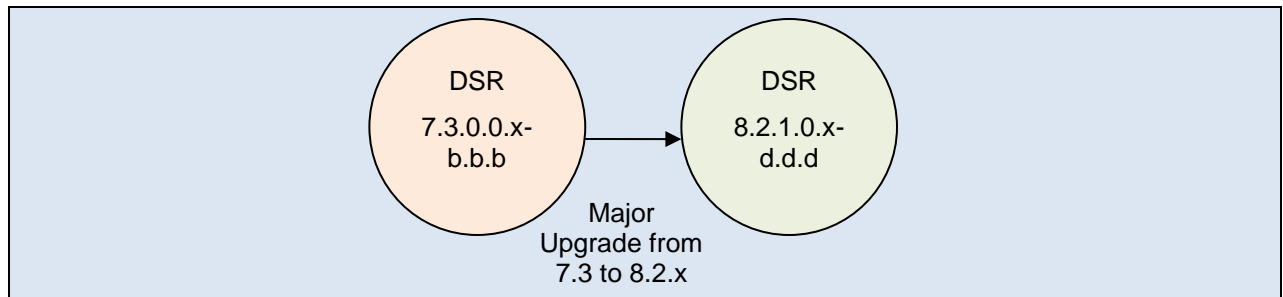 DSR
7.3.0.0.x-
b.b.b
DSR
8.2.1.0.x-
d.d.d
Major
Upgrade from
7.3 to 8.2.x